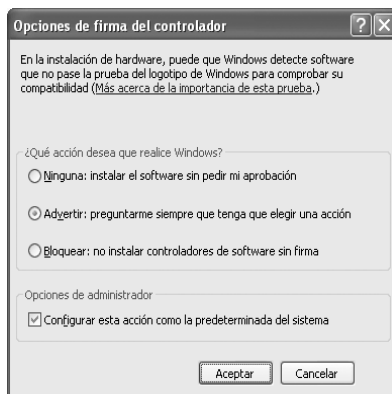 Opciones de firma del controlador
En la instalación de hardware, puede que Windows detecte software
que no pase la prueba del logotipo de Windows para comprobar su
compatibilidad (Más acerca de la importancia de esta prueba.)
¿Qué acción desea que realice Windows?
Ninguna: instalar el software sin pedir mi aprobación
Advertir: preguntarme siempre que tenga que elegir una acción
Bloquear: no instalar controladores de software sin firma
Opciones de administrador
Configurar esta acción como la predeterminada del sistema
Aceptar Cancelar